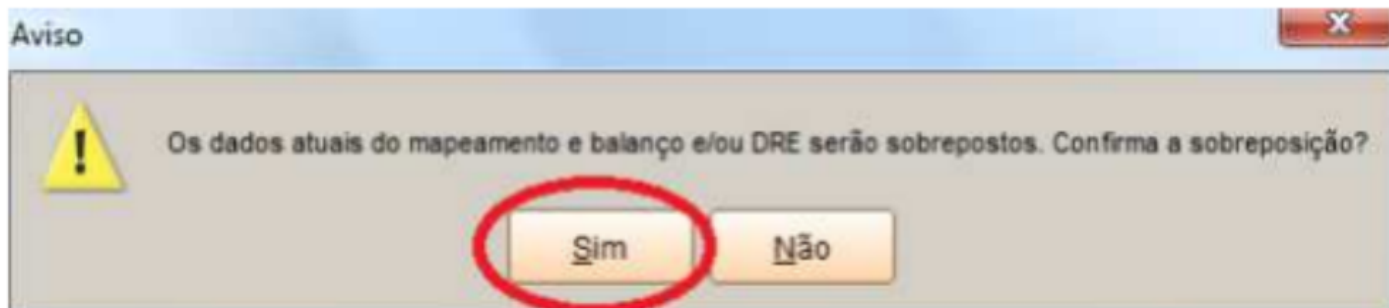 Aviso
Os dados atuais do mapeamento e balanço e/ou DRE serão sobrepostos. Confirma a sobreposição?
Sim
Não